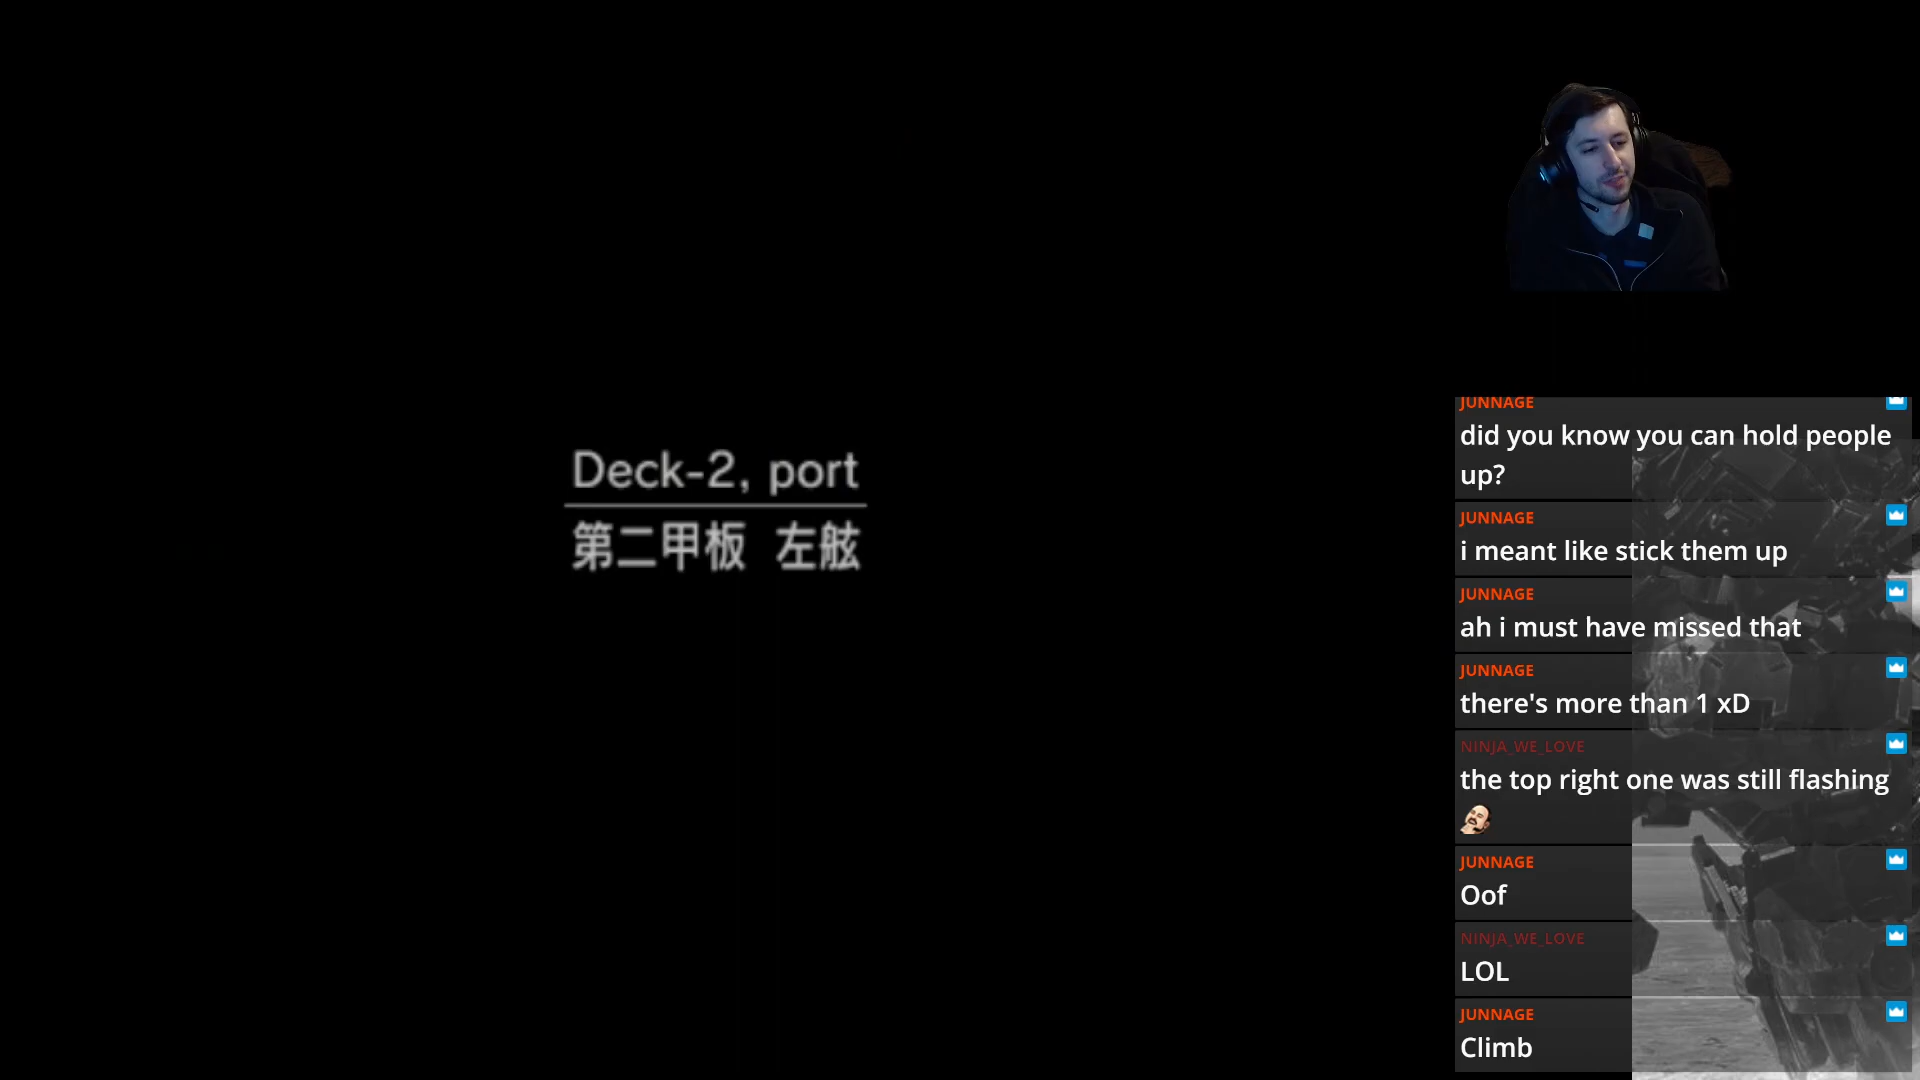 Deck-2, port
第二甲板 左舷
JUNNAGE
did you know you can hold people
up?
JUNNAGE
i meant like stick them up
JUNNAGE
ah i must have missed that
JUNNAGE
there's more than 1 xD
NINJA_WE_LOVE
the top right one was still flashing
JUNNAGE
Oof
NINJA_WE_LOVE
LOL
JUNNAGE
Climb